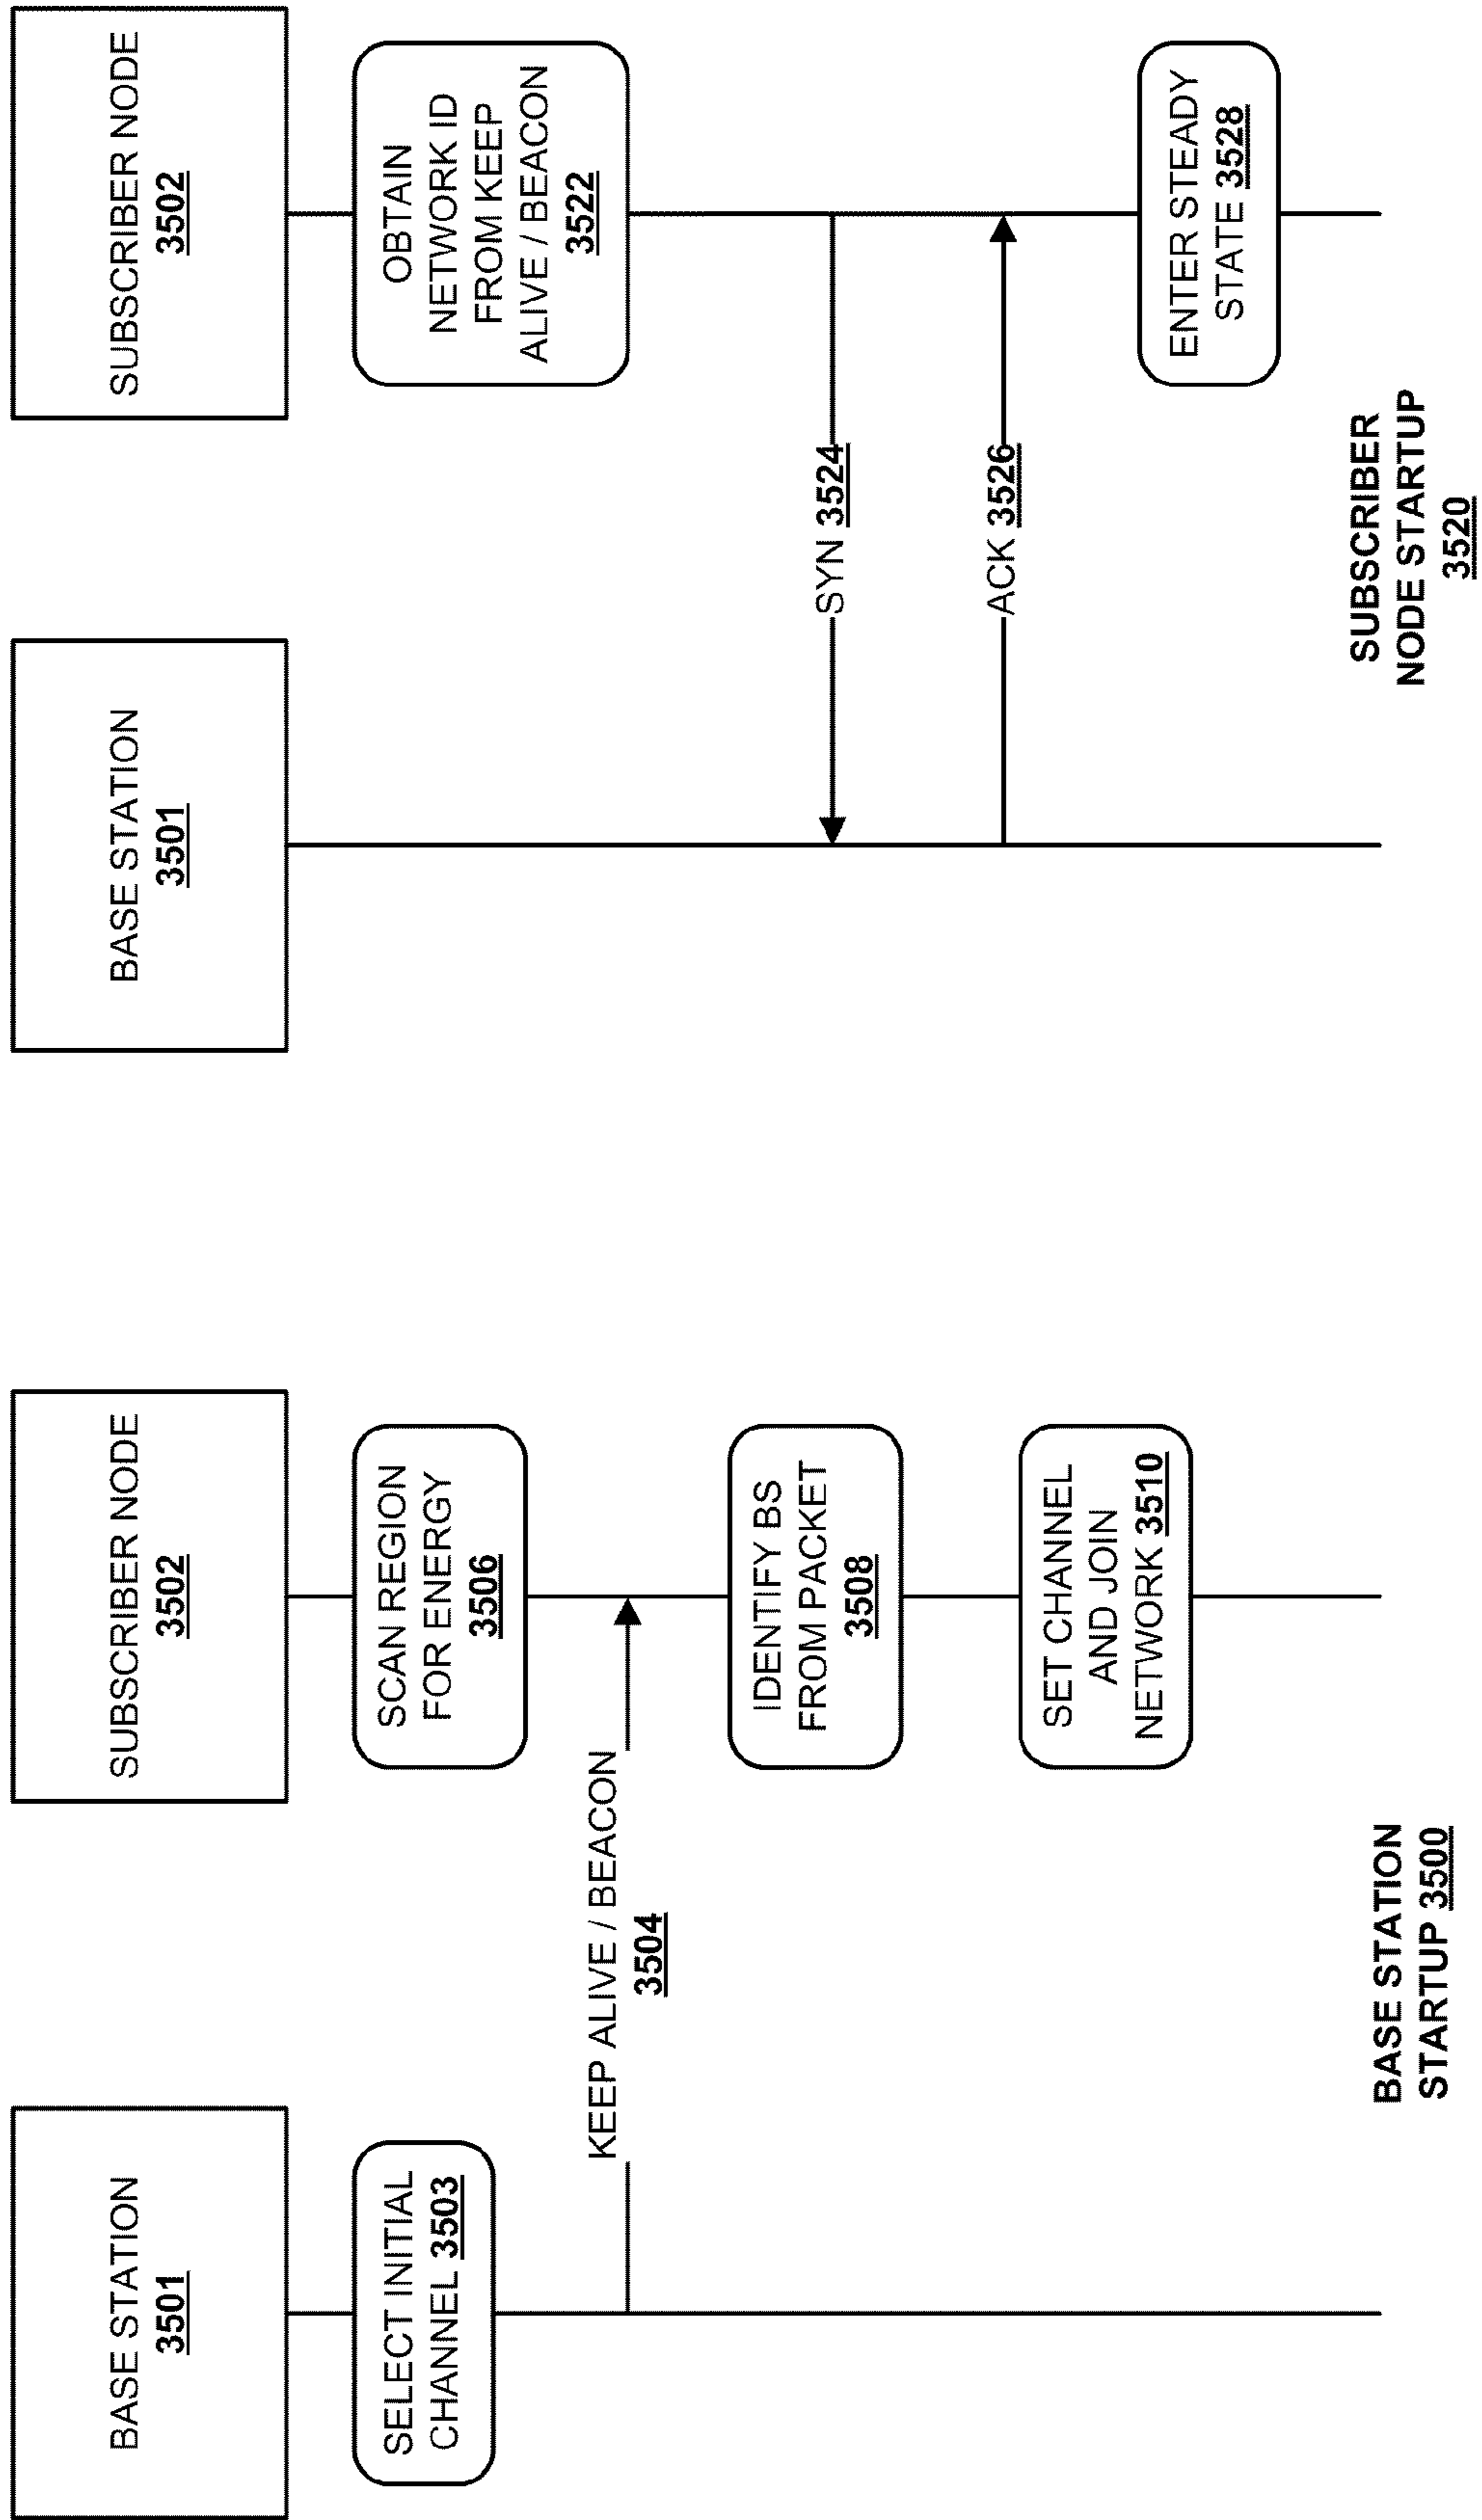 BASE STATION
3501
SUBSCRIBER NODE
3502
SELECT INITIAL
CHANNEL 3503
SCAN REGION
FOR ENERGY
3506
KEEP ALIVE / BEACON
3504
IDENTIFY BS
FROM PACKET
3508
SET CHANNEL
AND JOIN
NETWORK 3510
BASE STATION
STARTUP 3500
BASE STATION
3501
SUBSCRIBER NODE
3502
OBTAIN
NETWORK ID
FROM KEEP
ALIVE / BEACON
3522
SYN 3524
ACK 3526
ENTER STEADY
STATE 3528
SUBSCRIBER
NODE STARTUP
3520